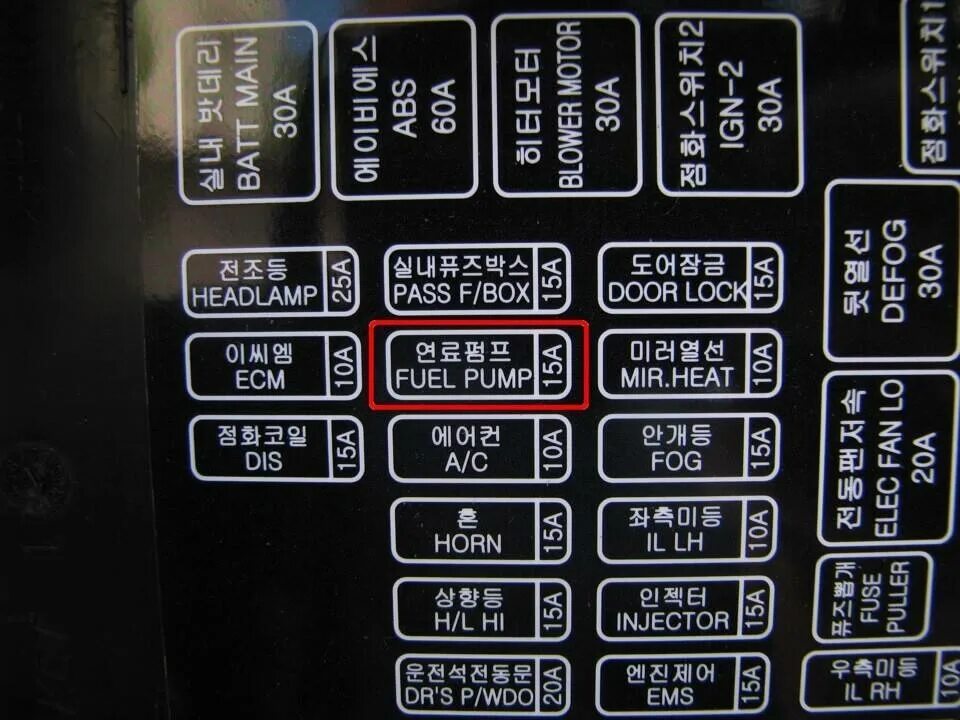 실내 밧데리
BATT MAIN
30A
에이비에스
ABS
60A
히터모터
BLOWER MOTOR
30A
점화스위치2
IGN-2
30A
점화스위치1
전조등
HEADLAMP
25A
실내퓨즈박스
PASS F/BOX
15A
도어잠금
DOOR LOCK
15A
뒷열선
DEFOG
30A
이씨엠
ECM
10A
연료펌프
FUEL PUMP
15A
미러열선
MIR.HEAT
10A
점화코일
DIS
15A
에어컨
A/C
10A
안개등
FOG
15A
전동팬저속
ELEC FAN LO
20A
혼
HORN
15A
좌측미등
IL LH
10A
상향등
H/L HI
15A
인젝터
INJECTOR
15A
퓨즈뽑개
FUSE
PULLER
운전석전동문
DR'S P/WDO
20A
엔진제어
EMS
15A
우측미등
IL RH
10A